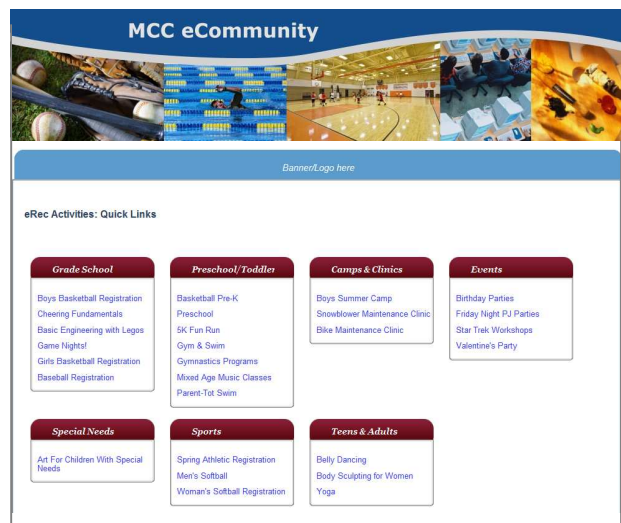 MCC eCommunity
Banner/Logo here
eRec Activities: Quick Links
Grade School
Boys Basketball Registration
Cheering Fundamentals
Basic Engineering with Legos
Game Nights!
Girls Basketball Registration
Baseball Registration
Preschool/Toddler
Basketball Pre-K
Preschool
5K Fun Run
Gym & Swim
Gymnastics Programs
Mixed Age Music Classes
Parent-Tot Swim
Camps & Clinics
Boys Summer Camp
Snowblower Maintenance Clinic
Bike Maintenance Clinic
Events
Birthday Parties
Friday Night PJ Parties
Star Trek Workshops
Valentine's Party
Special Needs
Art For Children With Special
Needs
Sports
Spring Athletic Registration
Men's Softball
Woman's Softball Registration
Teens & Adults
Belly Dancing
Body Sculpting for Women
Yoga